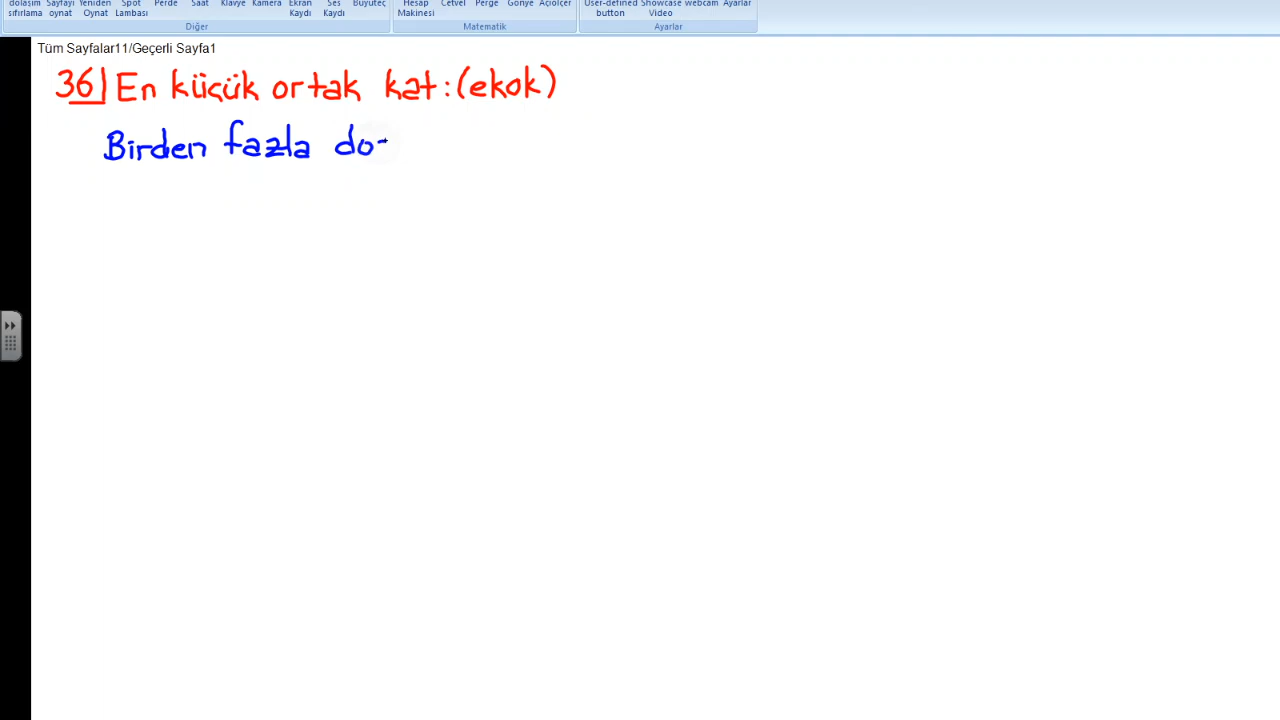 dolaşım sıfırlama Sayfayı oynat Yeniden Oynat Spot Lambası Perde Saat Klavye Kamera Ekran Kaydı Ses Kaydı Büyüteç Hesap Makinesi Cetvel Perge Gönye Açıölçer User-defined button Showcase Video webcam Ayarlar
Diğer Matematik Ayarlar
Tüm Sayfalar11/Geçerli Sayfa1
36| En küçük ortak kat:(ekok)
Birden fazla do